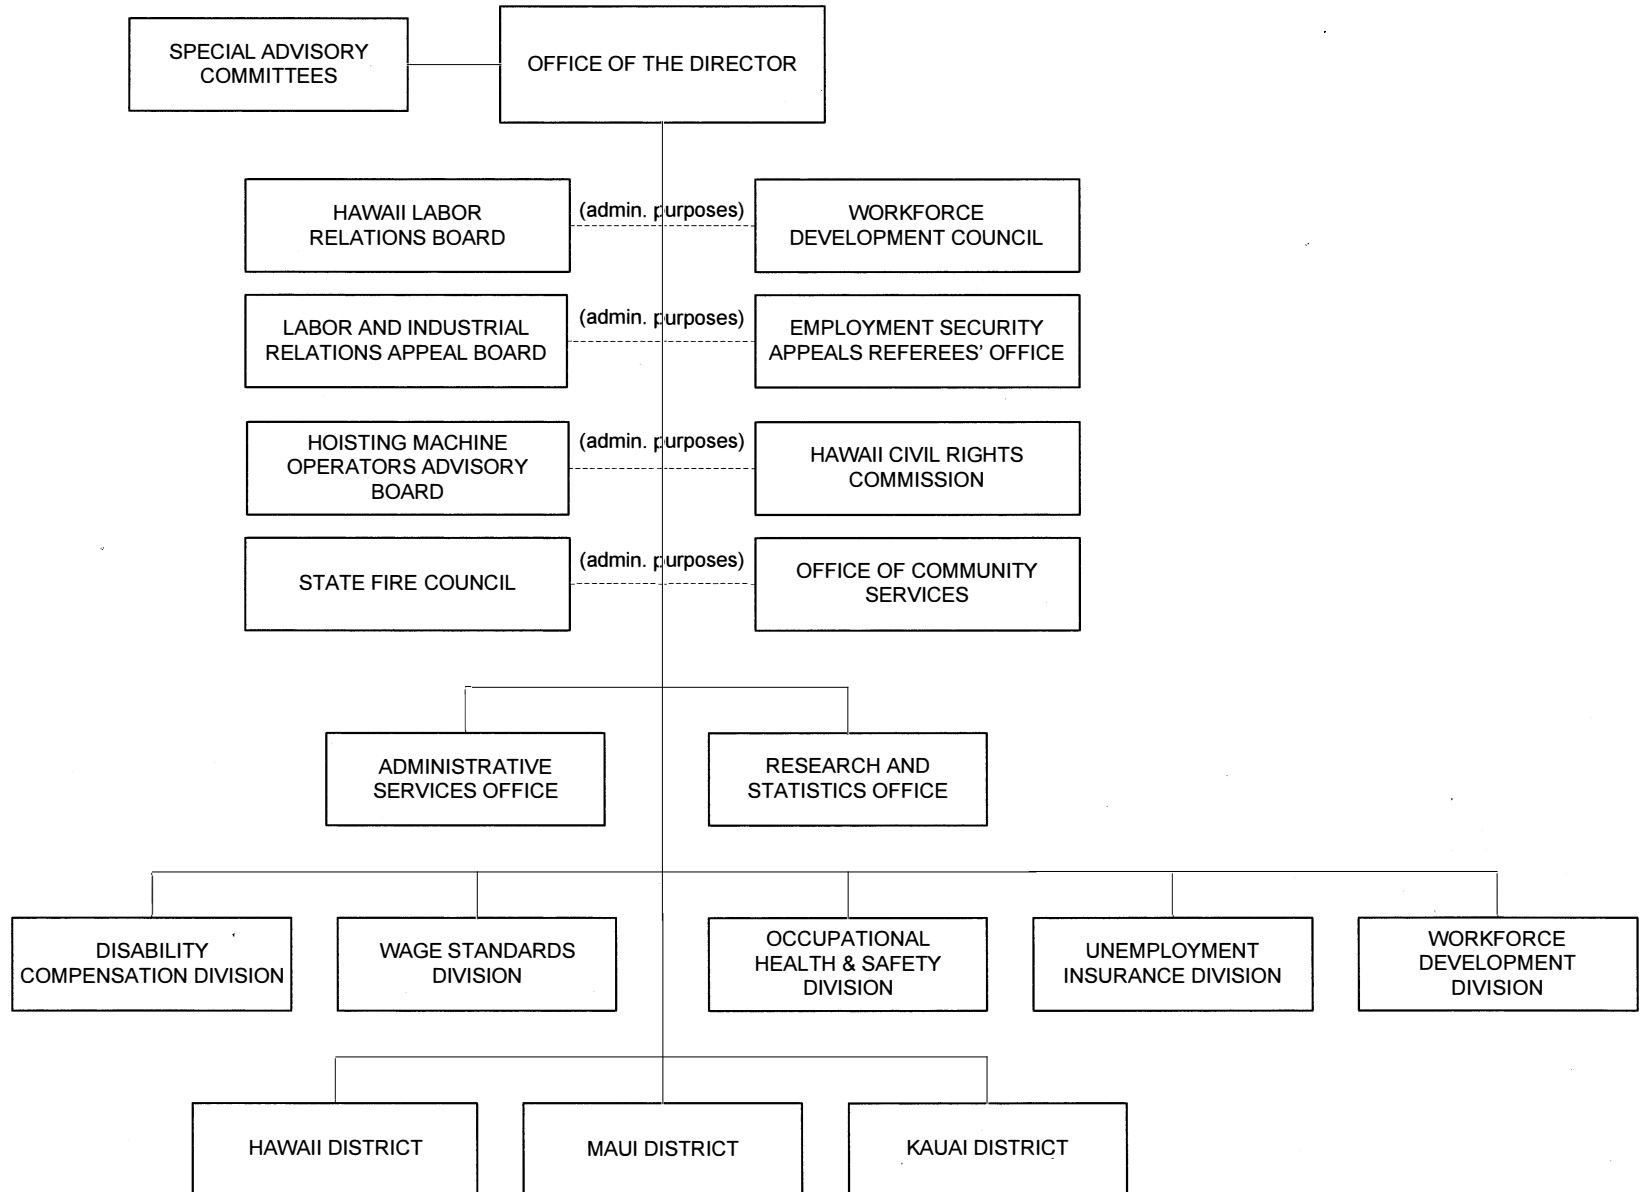 SPECIAL ADVISORY
COMMITTEES
OFFICE OF THE DIRECTOR
HAWAII LABOR
RELATIONS BOARD
(admin. purposes)
WORKFORCE
DEVELOPMENT COUNCIL
LABOR AND INDUSTRIAL
RELATIONS APPEAL BOARD
(admin. purposes)
EMPLOYMENT SECURITY
APPEALS REFEREES' OFFICE
HOISTING MACHINE
OPERATORS ADVISORY
BOARD
(admin. purposes)
HAWAII CIVIL RIGHTS
COMMISSION
STATE FIRE COUNCIL
(admin. purposes)
OFFICE OF COMMUNITY
SERVICES
ADMINISTRATIVE
SERVICES OFFICE
RESEARCH AND
STATISTICS OFFICE
DISABILITY
COMPENSATION DIVISION
WAGE STANDARDS
DIVISION
OCCUPATIONAL
HEALTH & SAFETY
DIVISION
UNEMPLOYMENT
INSURANCE DIVISION
WORKFORCE
DEVELOPMENT
DIVISION
HAWAII DISTRICT
MAUI DISTRICT
KAUAI DISTRICT